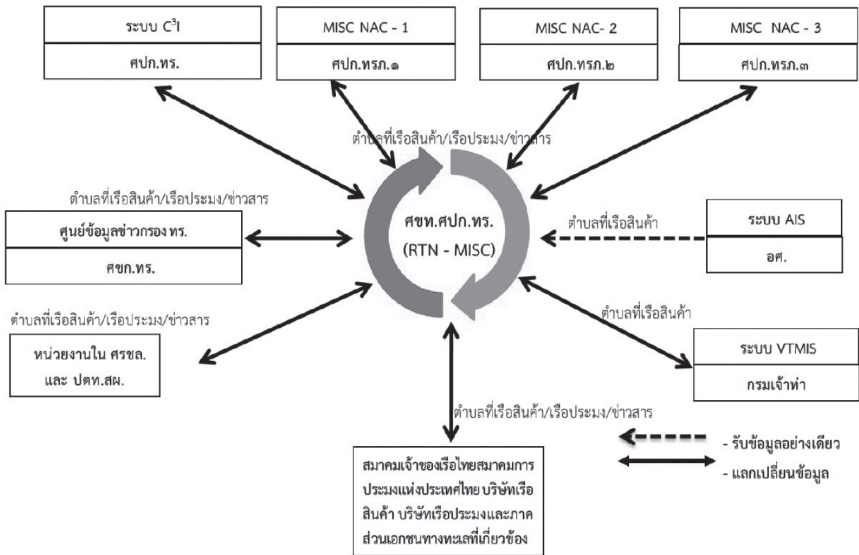 ระบบ C³I
MISC NAC - 1
MISC NAC- 2
MISC NAC - 3
ศปก.ทร.
ศปก.ทรภ.๑
ศปก.ทรภ.๒
ศปก.ทรภ.๓
ตำบลที่เรือสินค้า/เรือประมง/ข่าวสาร
ตำบลที่เรือสินค้า/เรือประมง/ข่าวสาร
ศูนย์ข้อมูลข่าวกรอง ทร.
ศขก.ทร.
ศขท.ศปก.ทร.
(RTN - MISC)
ตำบลที่เรือสินค้า
ระบบ AIS
อศ.
ตำบลที่เรือสินค้า/เรือประมง/ข่าวสาร
หน่วยงานใน ศรชล.
และ ปตท.สผ.
ตำบลที่เรือสินค้า
ระบบ VTMIS
กรมเจ้าท่า
ตำบลที่เรือสินค้า/เรือประมง/ข่าวสาร
สมาคมเจ้าของเรือไทยสมาคมการ
ประมงแห่งประเทศไทย บริษัทเรือ
สินค้า บริษัทเรือประมงและภาค
ส่วนเอกชนทางทะเลที่เกี่ยวข้อง
- รับข้อมูลอย่างเดียว
- แลกเปลี่ยนข้อมูล